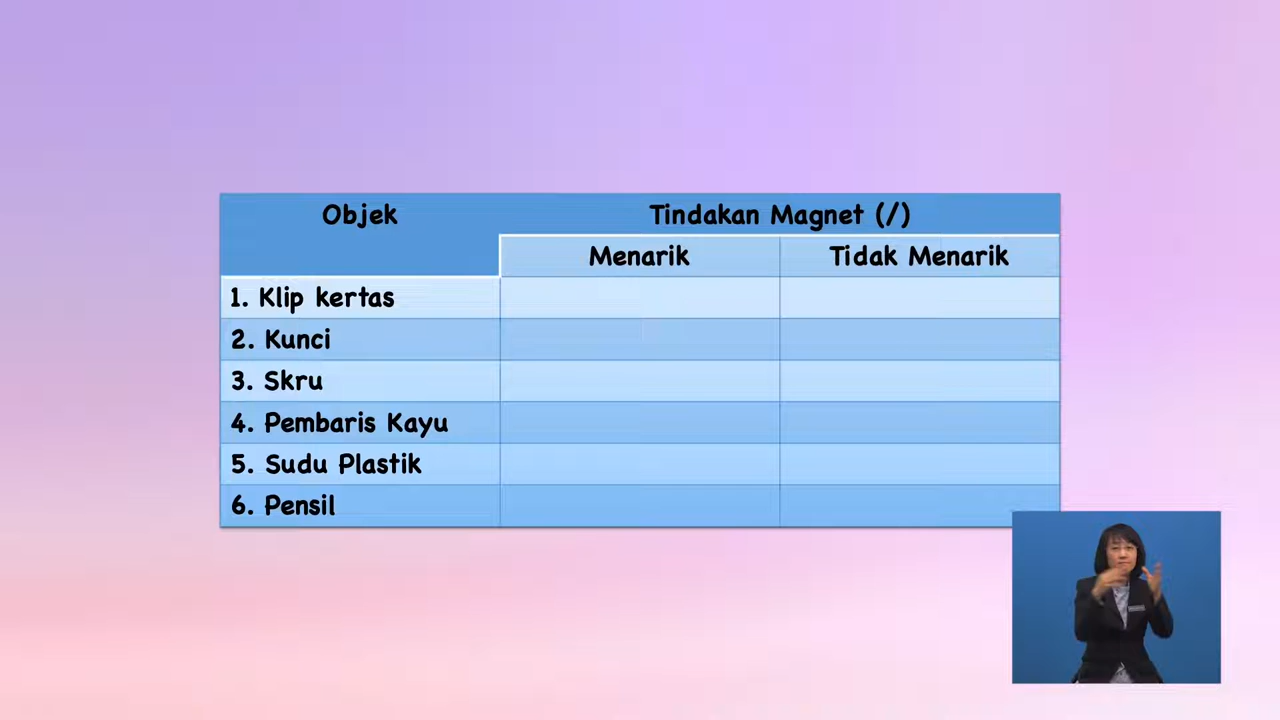 Objek
Tindakan Magnet (/)
Menarik
Tidak Menarik
1. Klip kertas
2. Kunci
3. Skru
4. Pembaris Kayu
5. Sudu Plastik
6. Pensil